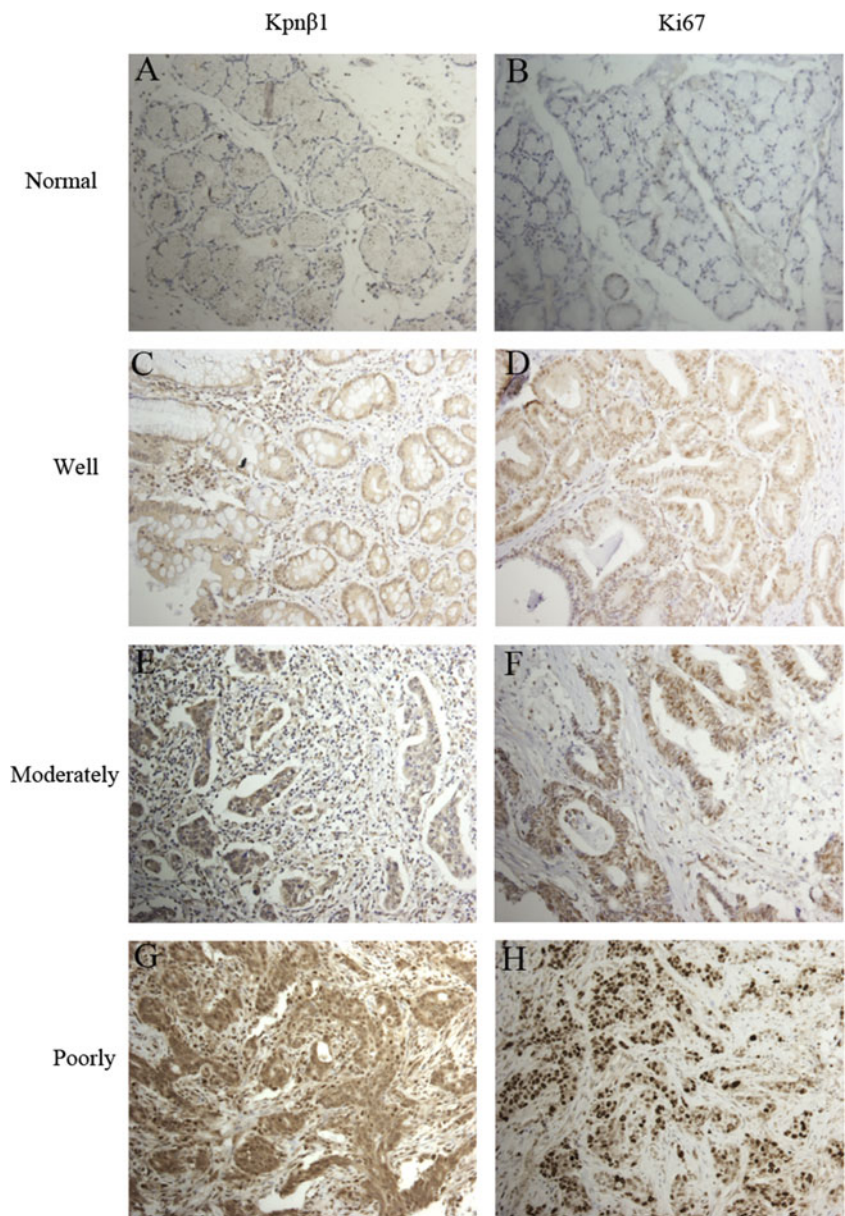 Kpnβ1 Ki67
A B
Normal
C D
Well
E F
Moderately
G H
Poorly